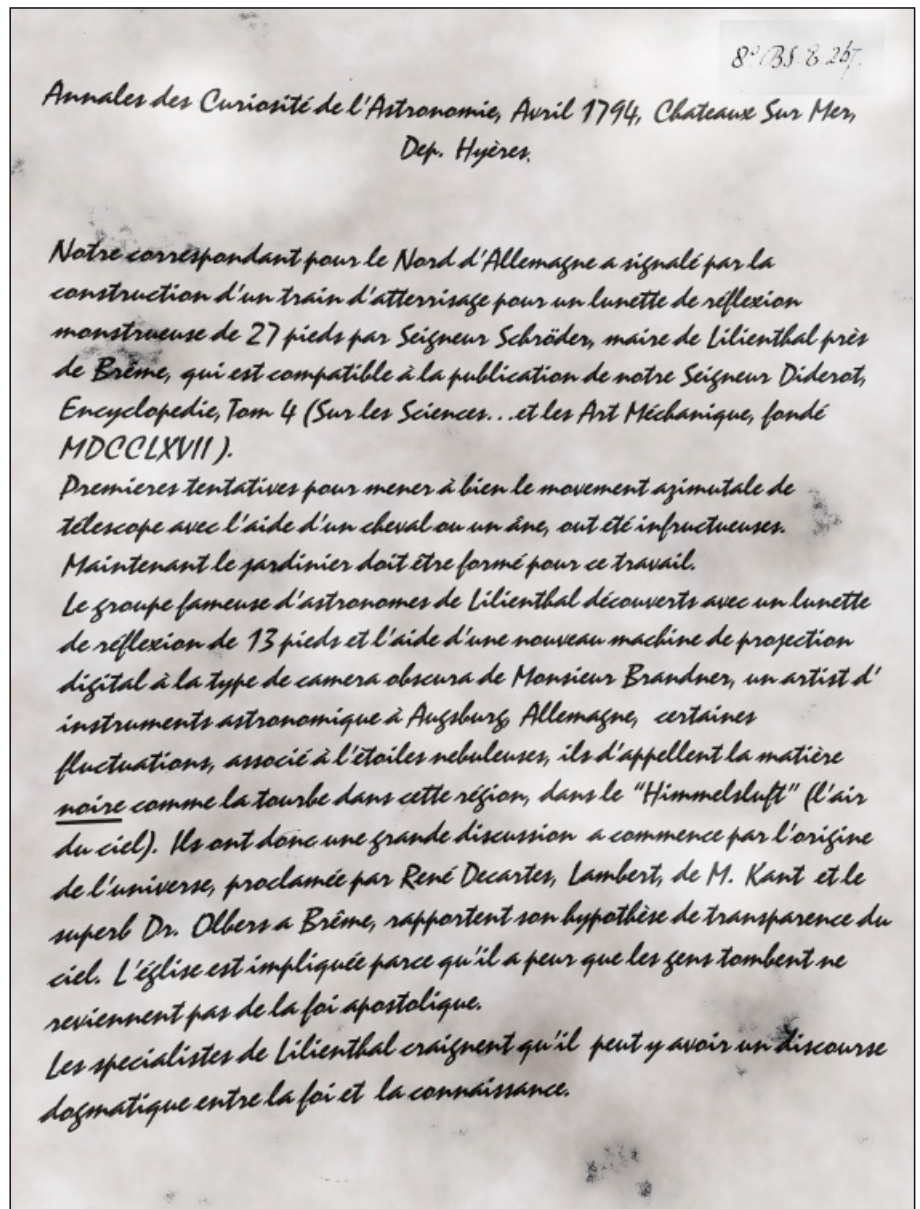 8° B.S 8. 267.
Annales des Curiosité de l'Astronomie, Avril 1794, Chateaux Sur Mer,
Dep. Hyères.
Notre correspondant pour le Nord d'Allemagne a signalé par la
construction d'un train d'atterrisage pour un lunette de réflexion
monstrueuse de 27 pieds par Seigneur Schröder, maire de Lilienthal près
de Brême, qui est compatible à la publication de notre Seigneur Diderot,
Encyclopedie, Tom 4 (Sur les Sciences...et les Art Méchanique, fondé
MDCCLXVII ).
Premieres tentatives pour mener à bien le movement azimutale de
télescope avec l'aide d'un cheval ou un âne, out été infructueuses.
Maintenant le jardinier doit être formé pour ce travail.
Le groupe fameuse d'astronomes de Lilienthal découverts avec un lunette
de réflexion de 13 pieds et l'aide d'une nouveau machine de projection
digital à la type de camera obscura de Monsieur Brandner, un artist d'
instruments astronomique à Augsburg, Allemagne, certaines
fluctuations, associé à l'étoiles nebuleuses, ils d'appellent la matière
noire comme la tourbe dans cette région, dans le "Himmelsluft" (l'air
du ciel). Ils ont donc une grande discussion a commence par l'origine
de l'universe, proclamée par René Decartes, Lambert, de M. Kant et le
superb Dr. Olbers a Brême, rapportent son hypothèse de transparence du
ciel. L'église est impliquée parce qu'il a peur que les gens tombent ne
reviennent pas de la foi apostolique.
Les specialistes de Lilienthal craignent qu'il peut y avoir un discourse
dogmatique entre la foi et la connaissance.